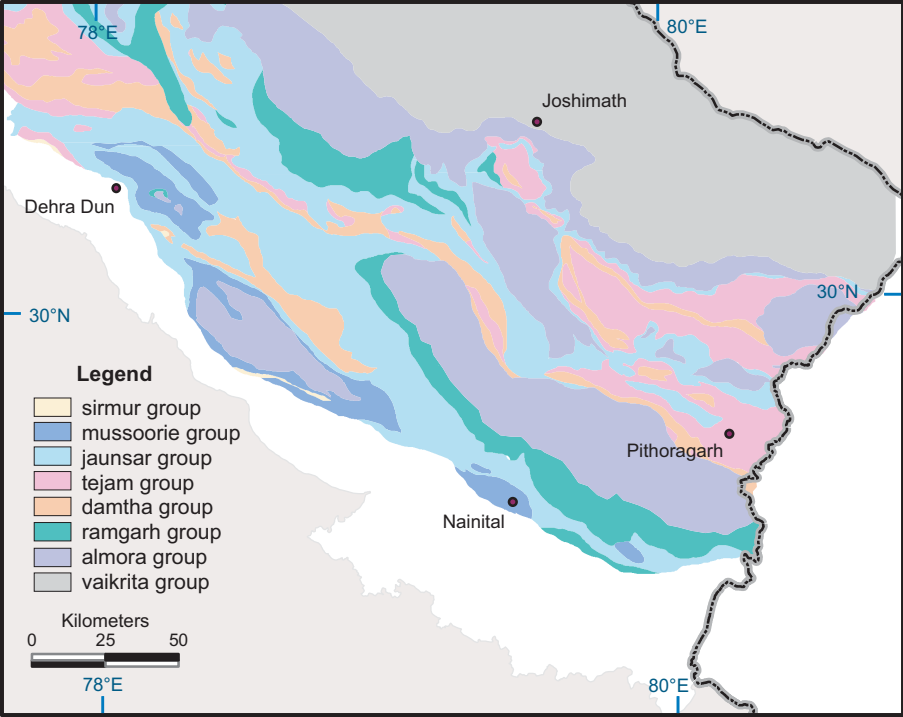 78°E
80°E
Joshimath
Dehra Dun
30°N
30°N
Legend
sirmur group
mussoorie group
jaunsar group
tejam group
damtha group
ramgarh group
almora group
vaikrita group
Pithoragarh
Nainital
Kilometers
0 25 50
78°E
80°E